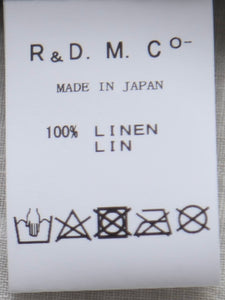 R & D. M. Co-
MADE IN JAPAN
100% LINEN
LIN